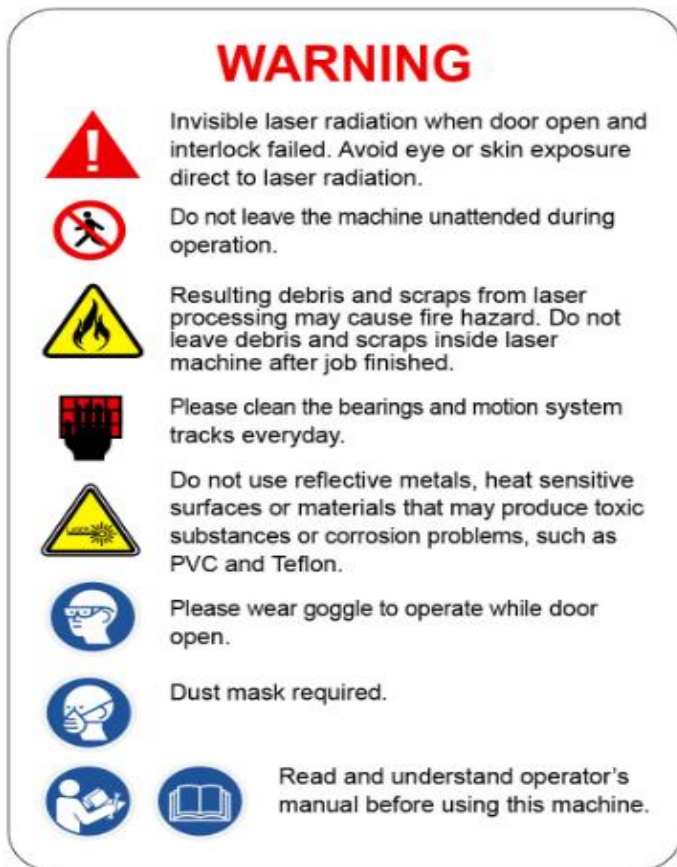 WARNING
Invisible laser radiation when door open and
interlock failed. Avoid eye or skin exposure
direct to laser radiation.
Do not leave the machine unattended during
operation.
Resulting debris and scraps from laser
processing may cause fire hazard. Do not
leave debris and scraps inside laser
machine after job finished.
Please clean the bearings and motion system
tracks everyday.
Do not use reflective metals, heat sensitive
surfaces or materials that may produce toxic
substances or corrosion problems, such as
PVC and Teflon.
Please wear goggle to operate while door
open.
Dust mask required.
Read and understand operator's
manual before using this machine.